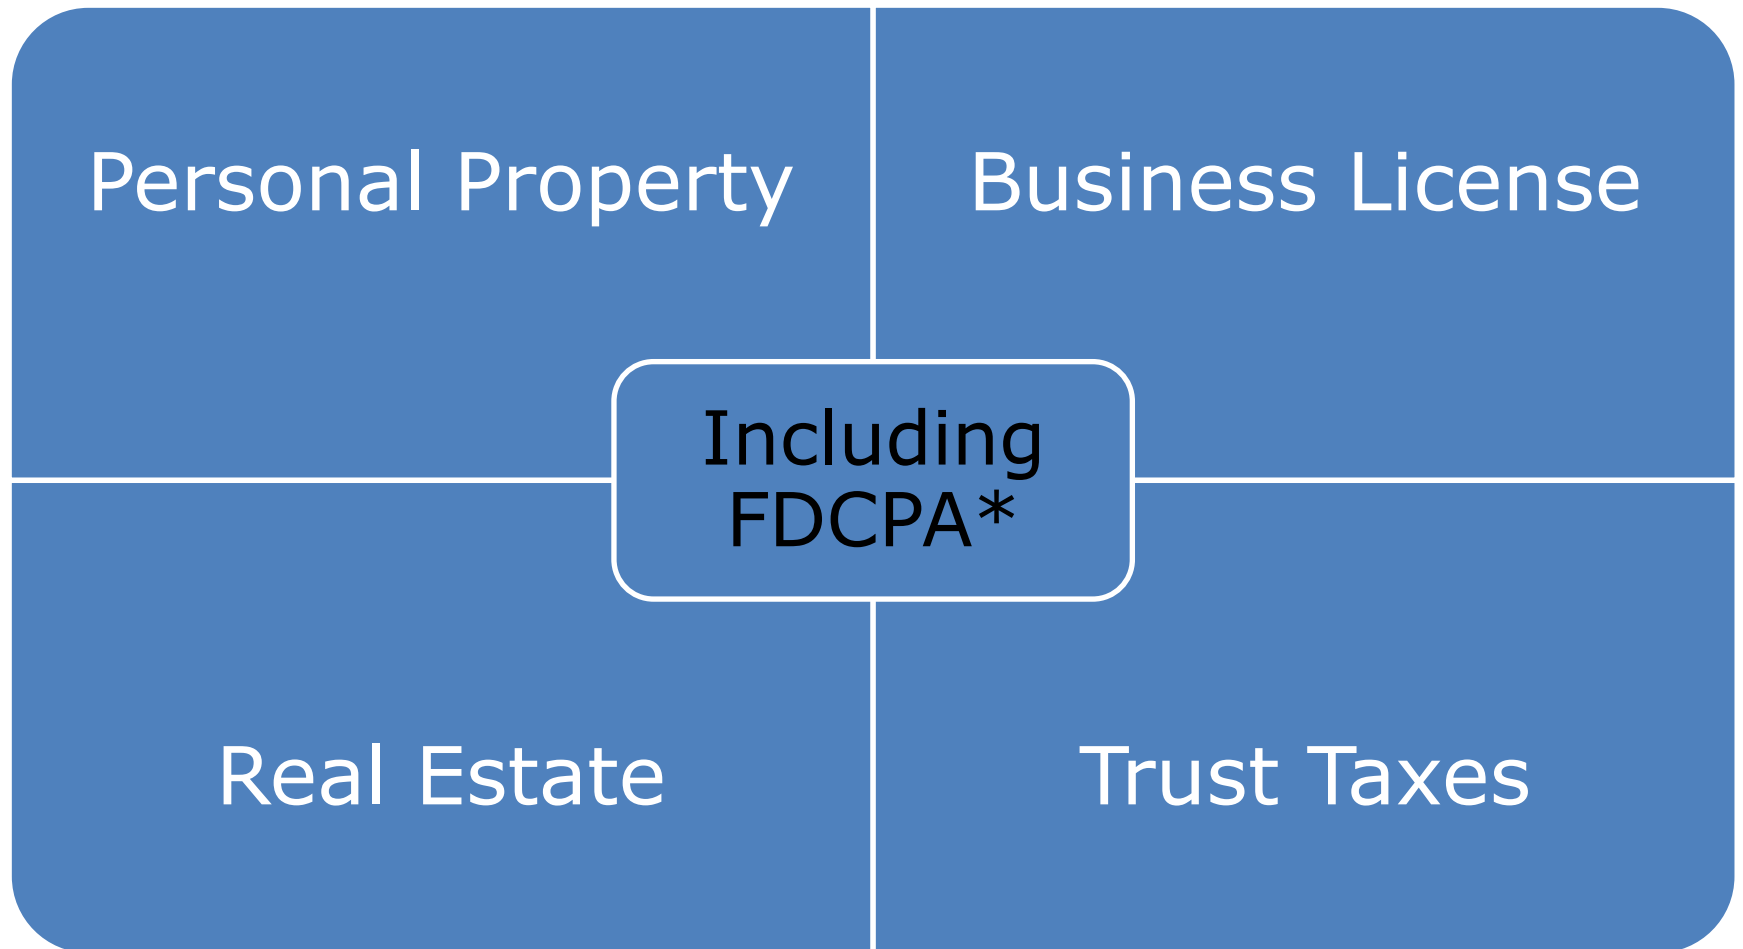 Personal Property
Business License
Including
FDCPA*
Real Estate
Trust Taxes